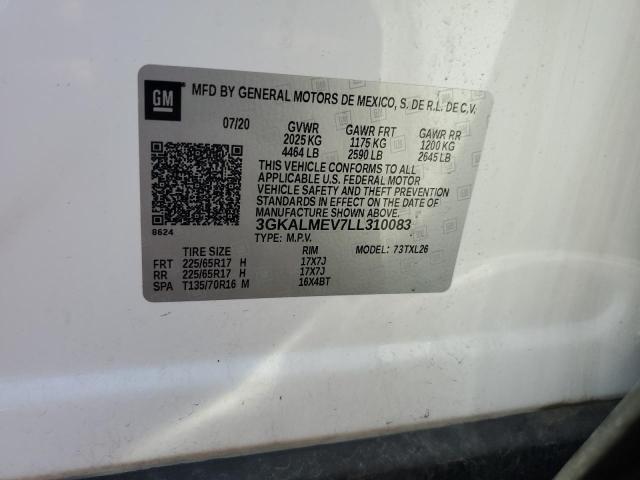 GM MFD BY GENERAL MOTORS DE MEXICO, S. DE R.L. DE C.V.
07/20 GVWR GAWR FRT GAWR RR
2025 KG 1175 KG 1200 KG
4464 LB 2590 LB 2645 LB
THIS VEHICLE CONFORMS TO ALL
APPLICABLE U.S. FEDERAL MOTOR
VEHICLE SAFETY AND THEFT PREVENTION
STANDARDS IN EFFECT ON THE DATE OF
MANUFACTURE SHOWN ABOVE.
8624 3GKALMEV7LL310083
TYPE: M.P.V. MODEL: 73TXL26
TIRE SIZE RIM
FRT 225/65R17 H 17X7J
RR 225/65R17 H 17X7J
SPA T135/70R16 M 16X4BT